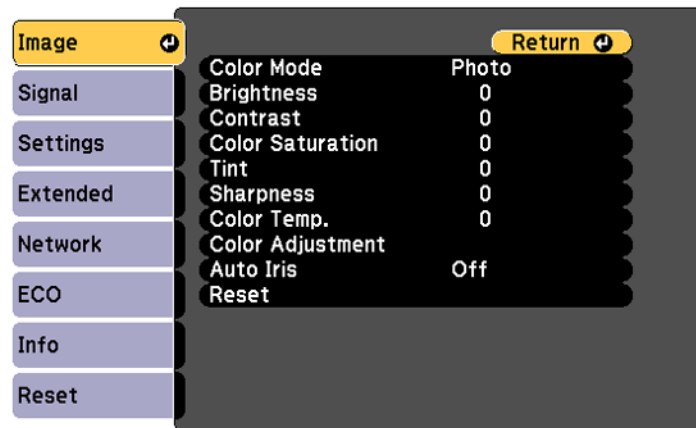 Image
Signal
Settings
Extended
Network
ECO
Info
Reset
Return
Color Mode Photo
Brightness 0
Contrast 0
Color Saturation 0
Tint 0
Sharpness 0
Color Temp. 0
Color Adjustment
Auto Iris Off
Reset